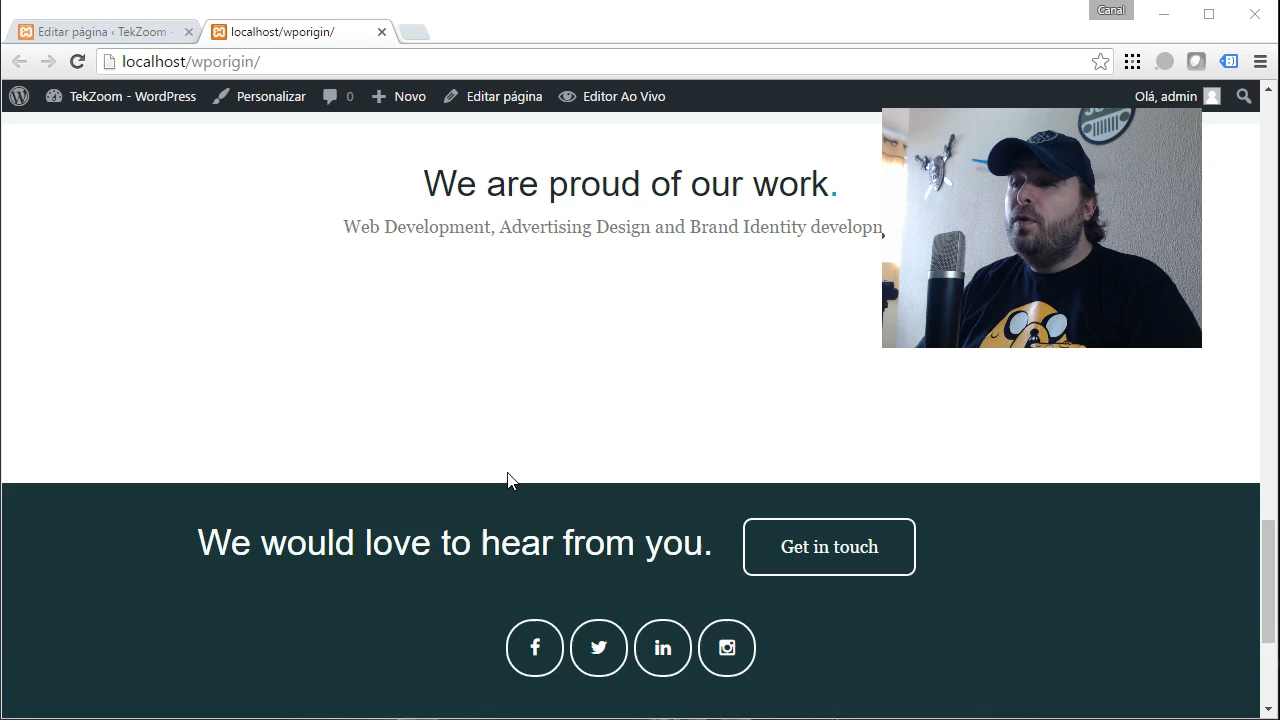 Canal
Editar página ‹ TekZoom -
localhost/wporigin/
localhost/wporigin/
TekZoom - WordPress
Personalizar
0
Novo
Editar página
Editor Ao Vivo
Olá, admin
We are proud of our work.
Web Development, Advertising Design and Brand Identity developn
We would love to hear from you.
Get in touch